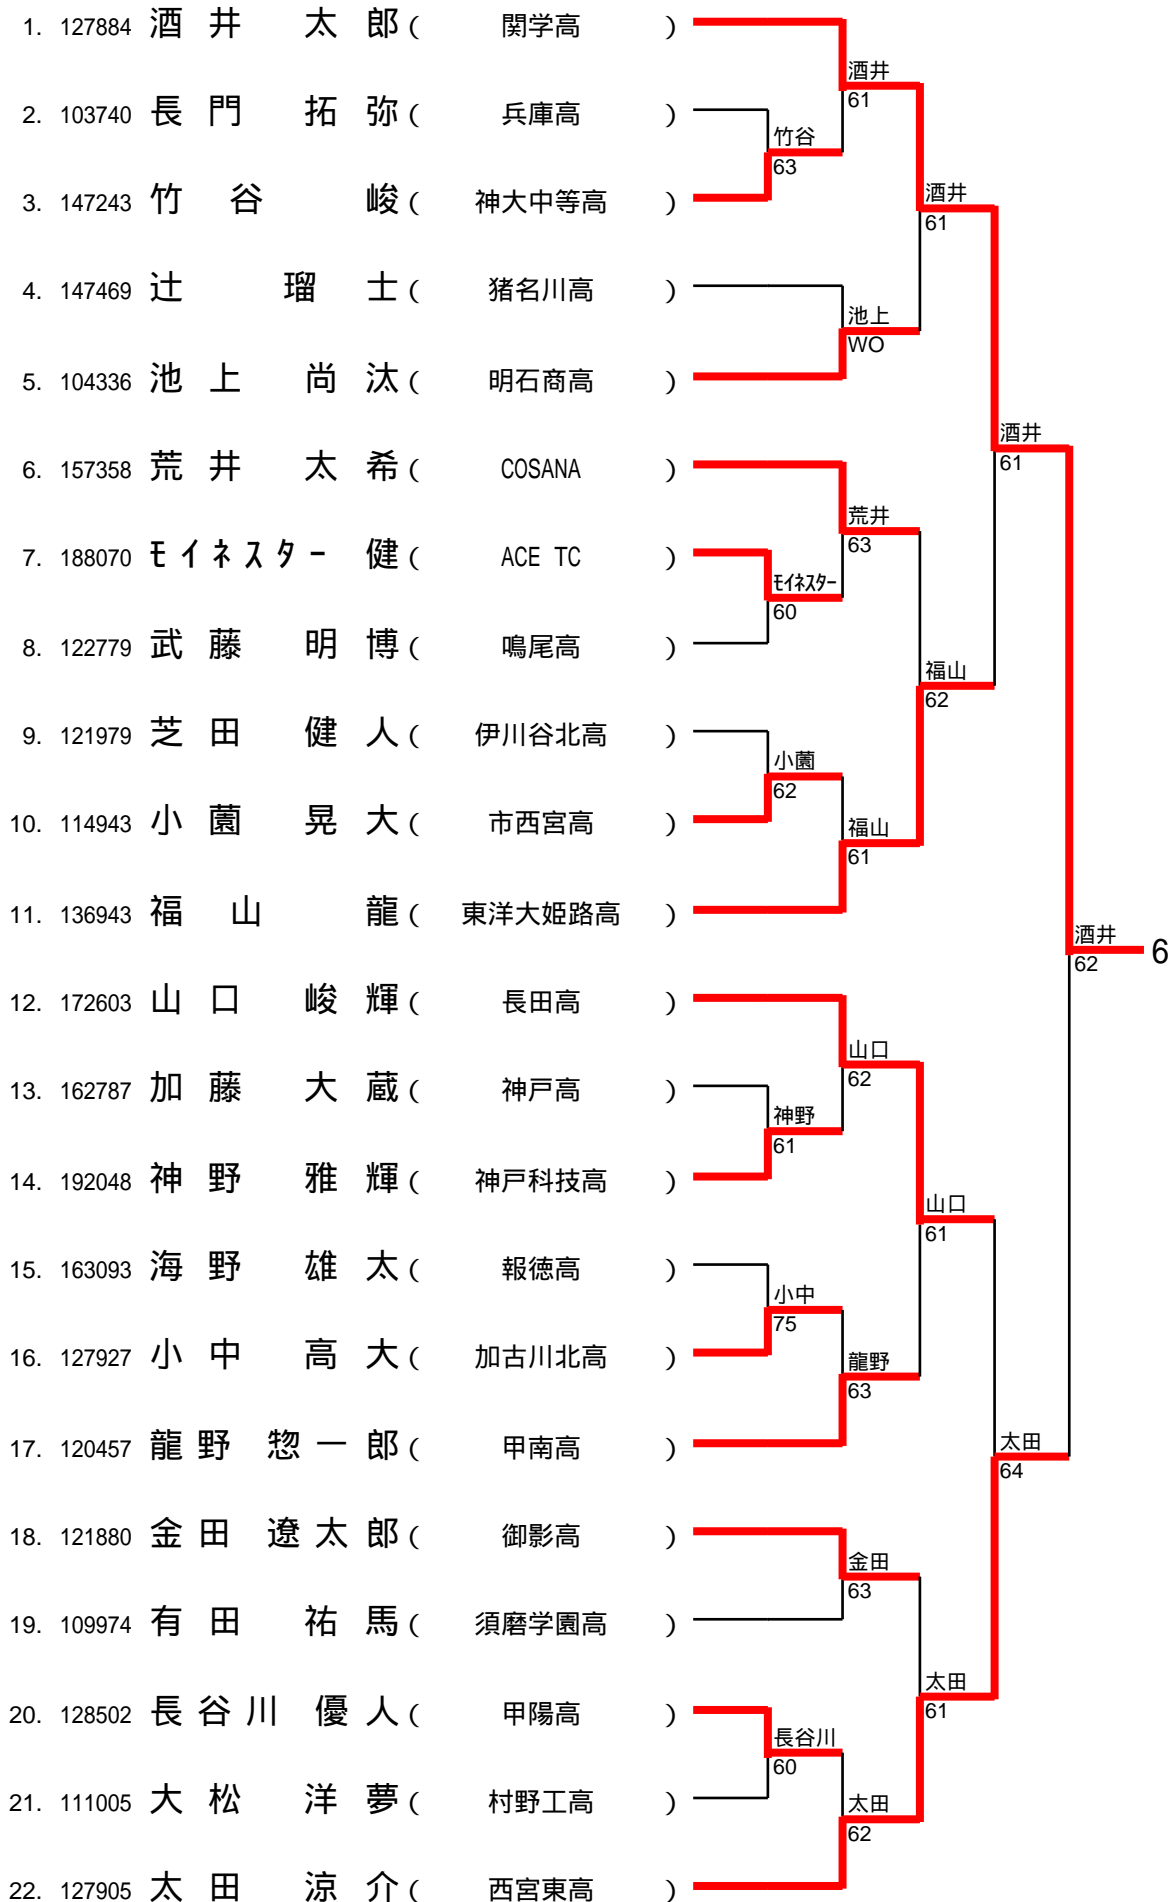 1. 127884 酒井 太郎 ( 関学高 )
酒井
61
2. 103740 長門 拓弥 ( 兵庫高 )
竹谷
63
3. 147243 竹谷 峻 ( 神大中等高 )
酒井
61
4. 147469 辻 瑠士 ( 猪名川高 )
池上
WO
5. 104336 池上 尚汰 ( 明石商高 )
酒井
61
6. 157358 荒井 太希 ( COSANA )
荒井
63
7. 188070 モイネスター 健 ( ACE TC )
モイネスター
60
8. 122779 武藤 明博 ( 鳴尾高 )
福山
62
9. 121979 芝田 健人 ( 伊川谷北高 )
小薗
62
10. 114943 小薗 晃大 ( 市西宮高 )
福山
61
11. 136943 福山 龍 ( 東洋大姫路高 )
酒井
62
6
12. 172603 山口 峻輝 ( 長田高 )
山口
62
13. 162787 加藤 大蔵 ( 神戸高 )
神野
61
14. 192048 神野 雅輝 ( 神戸科技高 )
山口
61
15. 163093 海野 雄太 ( 報徳高 )
小中
75
16. 127927 小中 高大 ( 加古川北高 )
龍野
63
17. 120457 龍野 惣一郎 ( 甲南高 )
太田
64
18. 121880 金田 遼太郎 ( 御影高 )
金田
63
19. 109974 有田 祐馬 ( 須磨学園高 )
太田
61
20. 128502 長谷川 優人 ( 甲陽高 )
長谷川
60
21. 111005 大松 洋夢 ( 村野工高 )
太田
62
22. 127905 太田 涼介 ( 西宮東高 )